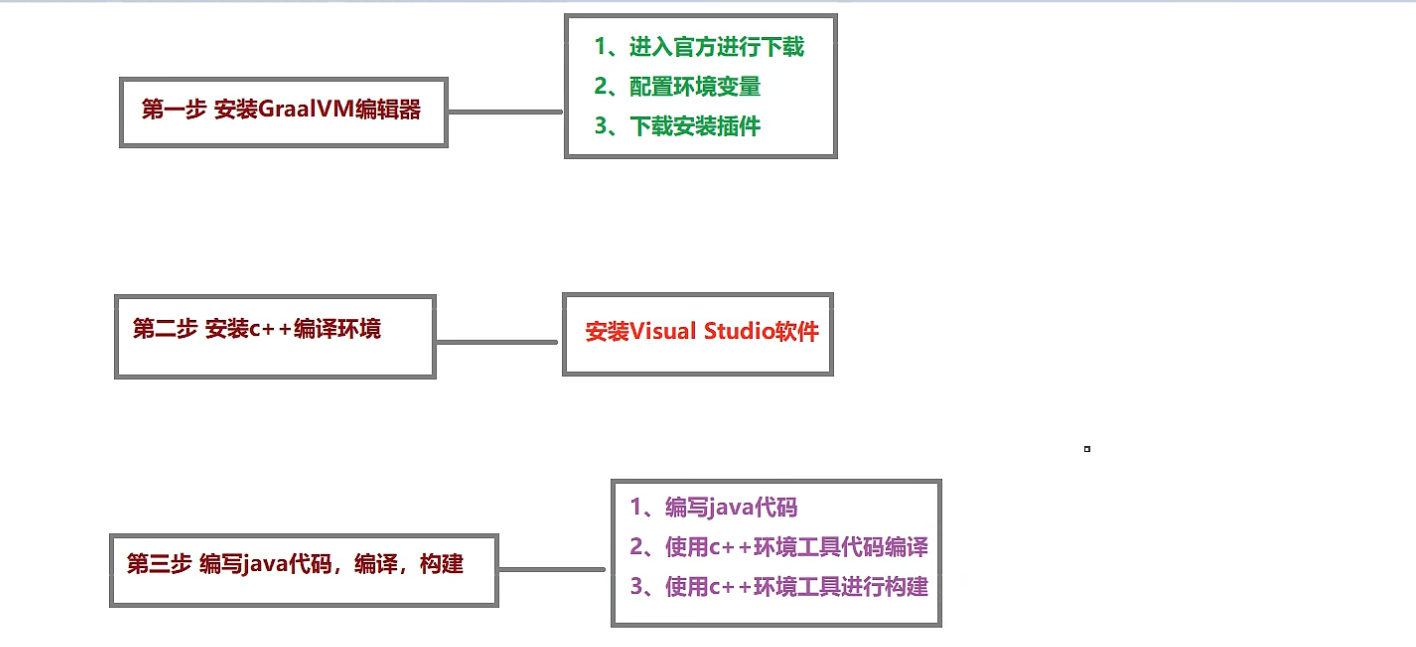 第一步 安装GraalVM编辑器
1、进入官方进行下载
2、配置环境变量
3、下载安装插件
第二步 安装c++编译环境
安装Visual Studio软件
第三步 编写java代码，编译，构建
1、编写java代码
2、使用c++环境工具代码编译
3、使用c++环境工具进行构建